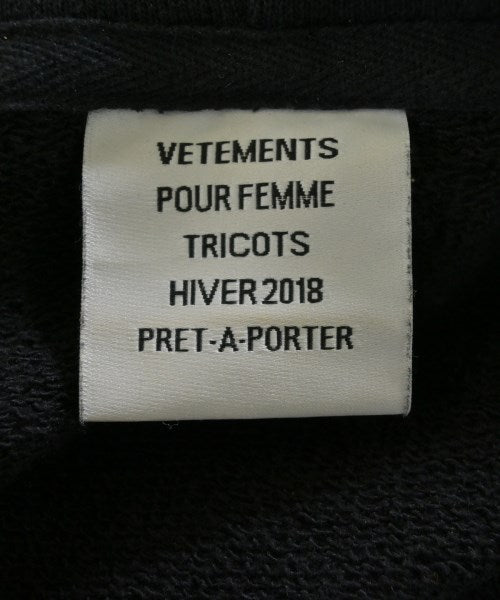 VETEMENTS
POUR FEMME
TRICOTS
HIVER 2018
PRET-A-PORTER